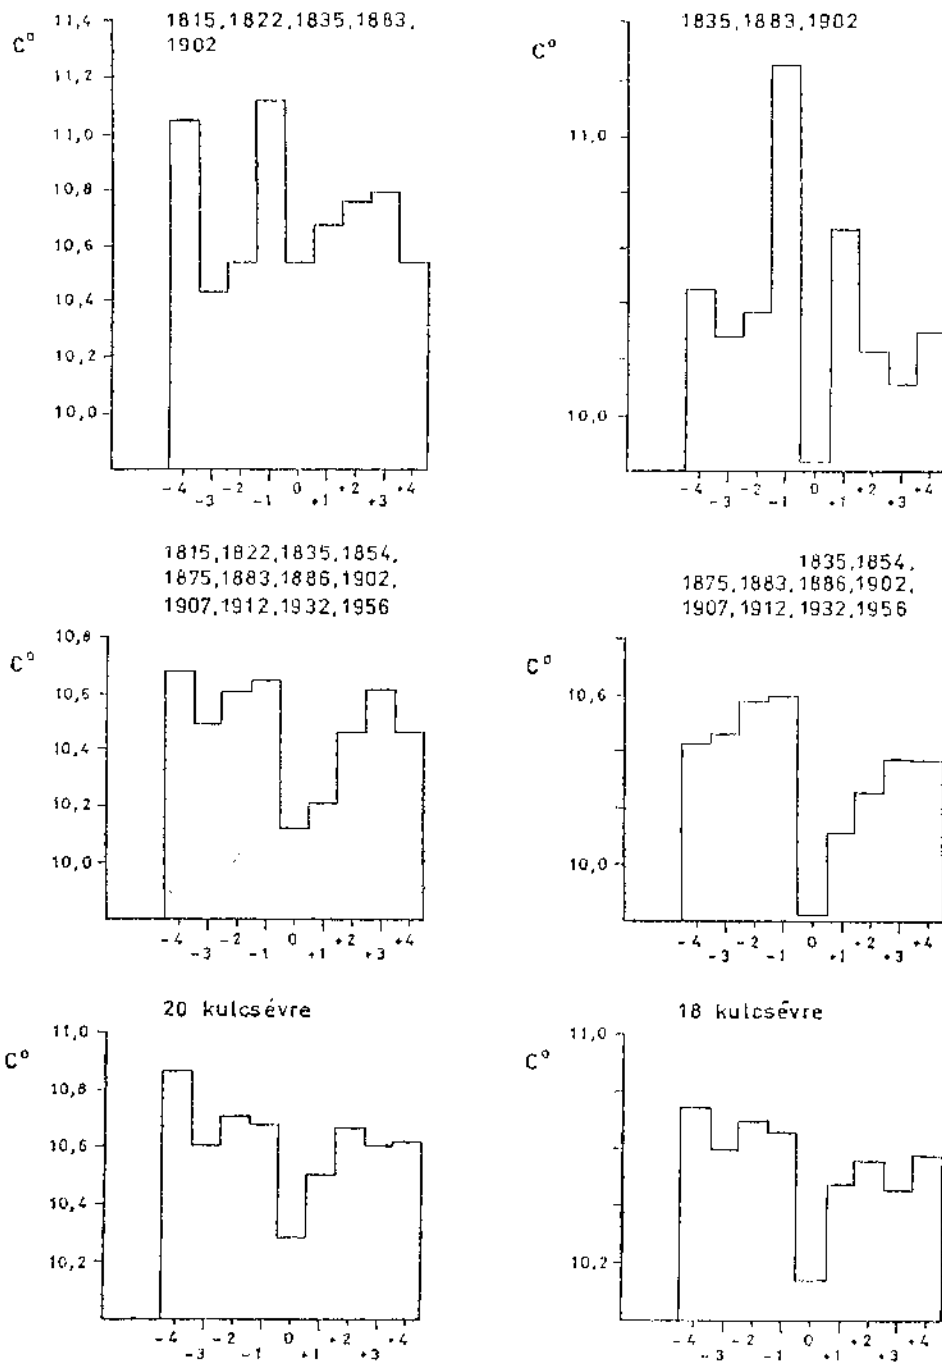 1815,1822,1835,1883,
1902
C°
11,4
11,2
11,0
10,8
10,6
10,4
10,2
10,0
-4 -3 -2 -1 0 +1 +2 +3 +4
1835,1883,1902
C°
11,0
10,0
-4 -3 -2 -1 0 +1 +2 +3 +4
1815,1822,1835,1854,
1875,1883,1886,1902,
1907,1912,1932,1956
C°
10,8
10,6
10,4
10,2
10,0
-4 -3 -2 -1 0 +1 +2 +3 +4
1835,1854,
1875,1883,1886,1902,
1907,1912,1932,1956
C°
10,6
10,0
-4 -3 -2 -1 0 +1 +2 +3 +4
20 kulcsévre
C°
11,0
10,8
10,6
10,4
10,2
-4 -3 -2 -1 0 +1 +2 +3 +4
18 kulcsévre
C°
11,0
10,2
-4 -3 -2 -1 0 +1 +2 +3 +4